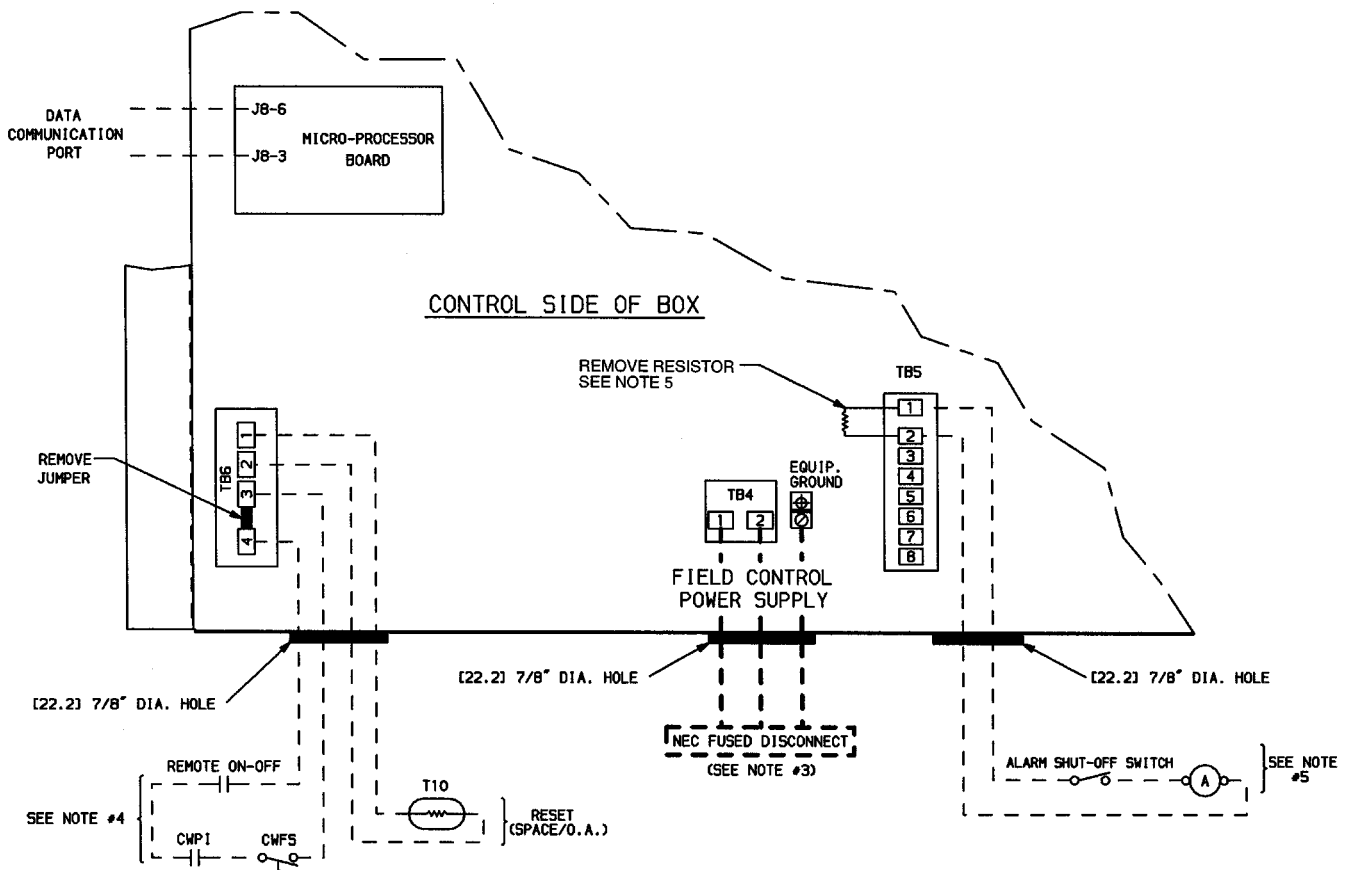 DATA
COMMUNICATION
PORT
J8-6
J8-3
MICRO-PROCESSOR
BOARD
CONTROL SIDE OF BOX
REMOVE RESISTOR
SEE NOTE 5
TB5
1
2
3
4
5
6
7
8
REMOVE
JUMPER
TB6
1
2
3
4
TB4
1
2
EQUIP.
GROUND
FIELD CONTROL
POWER SUPPLY
[22.2] 7/8" DIA. HOLE
[22.2] 7/8" DIA. HOLE
[22.2] 7/8" DIA. HOLE
NEC FUSED DISCONNECT
(SEE NOTE #3)
REMOTE ON-OFF
SEE NOTE #4
CWPI
CWFS
T10
RESET
(SPACE/O.A.)
ALARM SHUT-OFF SWITCH
A
SEE NOTE
#5